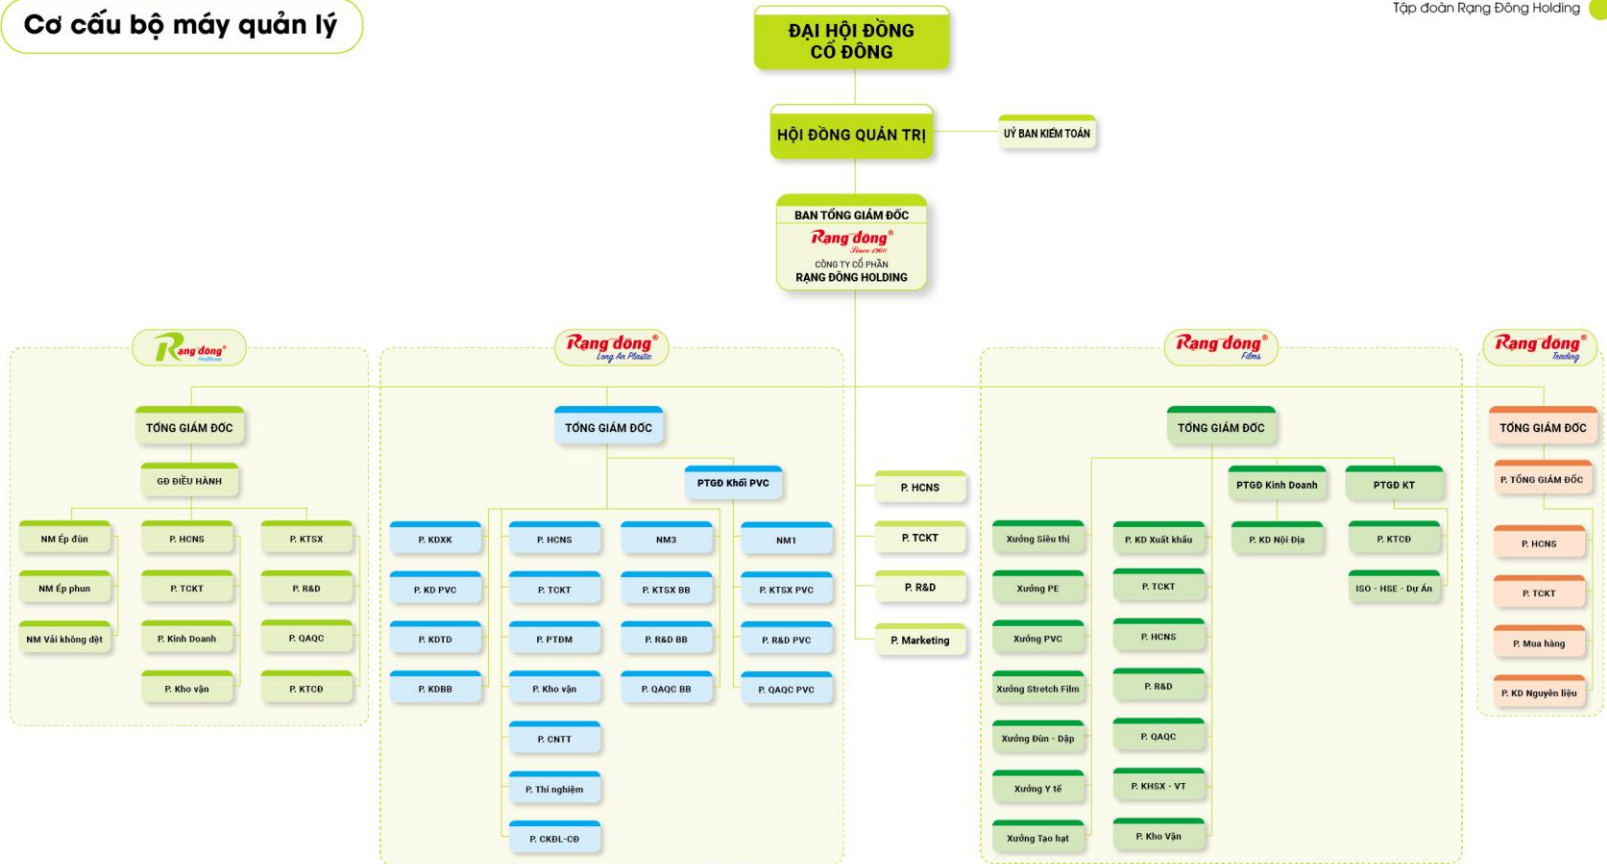 Cơ cấu bộ máy quản lý
Tập đoàn Rạng Đông Holding
ĐẠI HỘI ĐỒNG
CỔ ĐÔNG
HỘI ĐỒNG QUẢN TRỊ
UỶ BAN KIỂM TOÁN
BAN TỔNG GIÁM ĐỐC
Rạng đông®
Since 1960
CÔNG TY CỔ PHẦN
RẠNG ĐÔNG HOLDING
Rạng đông®
Healthcare
TỔNG GIÁM ĐỐC
GĐ ĐIỀU HÀNH
NM Ép đùn
NM Ép phun
NM Vải không dệt
P. HCNS
P. TCKT
P. Kinh Doanh
P. Kho vận
P. KTSX
P. R&D
P. QAQC
P. KTCĐ
Rạng đông®
Long An Plastic
TỔNG GIÁM ĐỐC
PTGĐ Khối PVC
P. KDXK
P. KD PVC
P. KDTD
P. KDBB
P. HCNS
P. TCKT
P. PTĐM
P. Kho vận
P. CNTT
P. Thí nghiệm
P. CKĐL-CĐ
NM3
P. KTSX BB
P. R&D BB
P. QAQC BB
NM1
P. KTSX PVC
P. R&D PVC
P. QAQC PVC
P. HCNS
P. TCKT
P. R&D
P. Marketing
Rạng đông®
Films
TỔNG GIÁM ĐỐC
PTGĐ Kinh Doanh
PTGĐ KT
Xưởng Siêu thị
Xưởng PE
Xưởng PVC
Xưởng Stretch Film
Xưởng Đùn - Dập
Xưởng Y tế
Xưởng Tạo hạt
P. KD Xuất khẩu
P. TCKT
P. HCNS
P. R&D
P. QAQC
P. KHSX - VT
P. Kho Vận
P. KD Nội Địa
P. KTCĐ
ISO - HSE - Dự Án
Rạng đông®
Trading
TỔNG GIÁM ĐỐC
P. TỔNG GIÁM ĐỐC
P. HCNS
P. TCKT
P. Mua hàng
P. KD Nguyên liệu